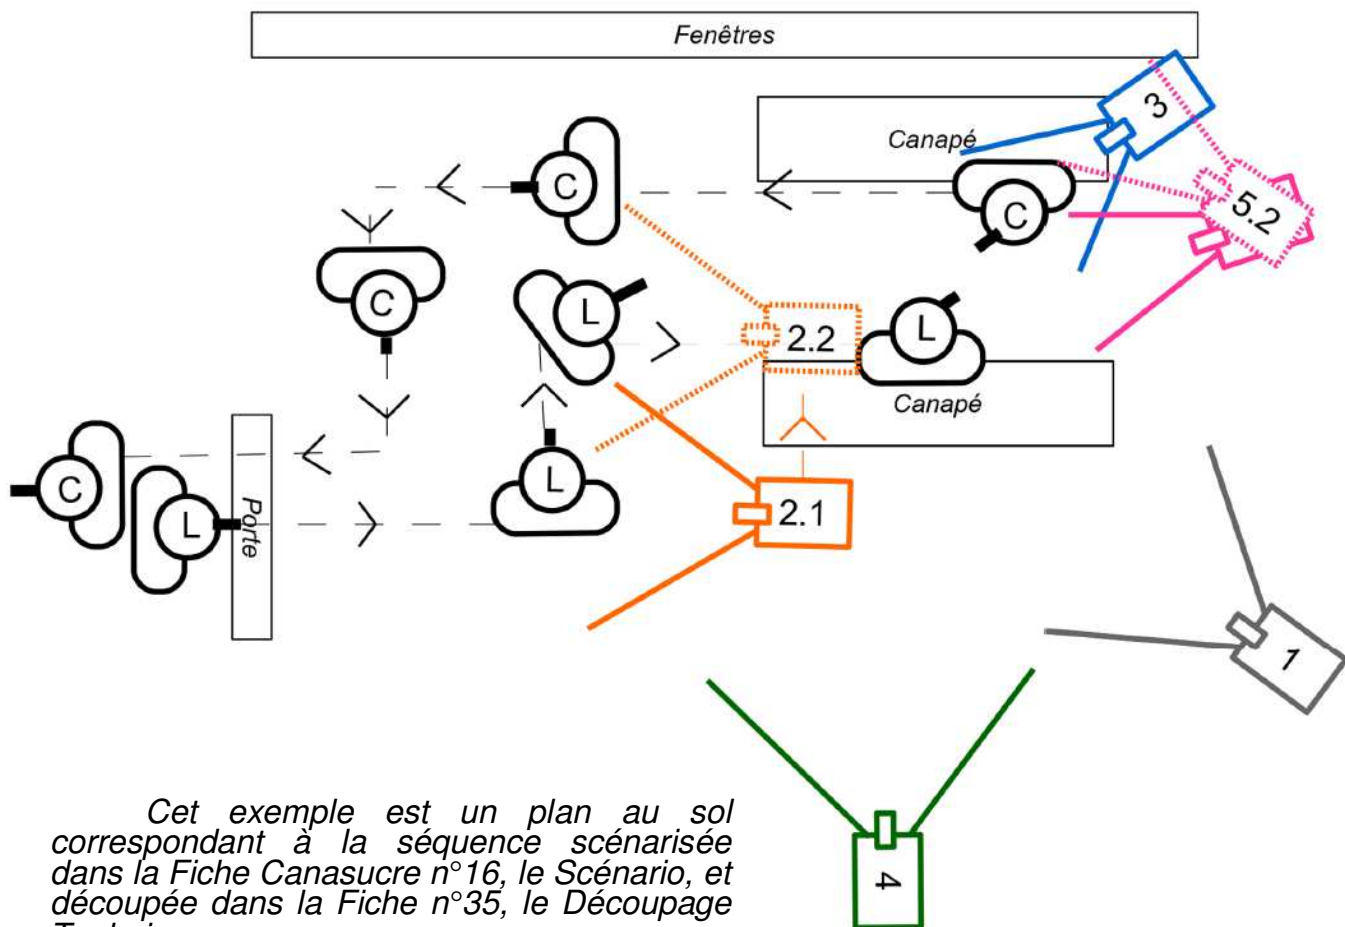 Fenêtres
3
Canapé
C
5.2
C
C
L
L
2.2
Canapé
C
L
L
2.1
Porte
1
4
Cet exemple est un plan au sol
correspondant à la séquence scénarisée
dans la Fiche Canasucre n°16, le Scénario, et
découpée dans la Fiche n°35, le Découpage